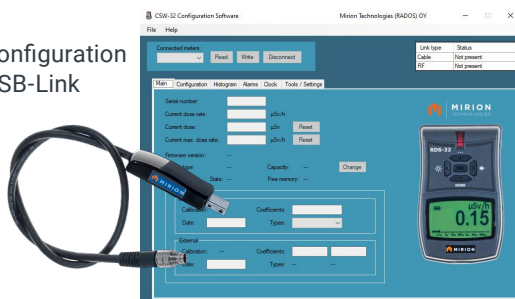 onfiguration
SB-Link
CSW-32 Configuration Software
Mirion Technologies (RADOS) OY
File Help
Connected meters:
Read Write Disconnect
Link type Status
Cable Not present
RF Not present
Main Configuration Histogram Alarms Clock Tools / Settings
Serial number:
Current dose rate: µSv/h
Current dose: µSv Reset
Current max. dose rate: µSv/h Reset
Firmware version: --
type: Capacity: -- Change
State: -- Free memory: --
Calibration: Coefficients:
Date: Types:
External
Calibration: -- Coefficients:
Date: Types: -- --
MIRION
TECHNOLOGIES
RDS-32
DOSE
µSv/h
0.15
MIRION
MIRION